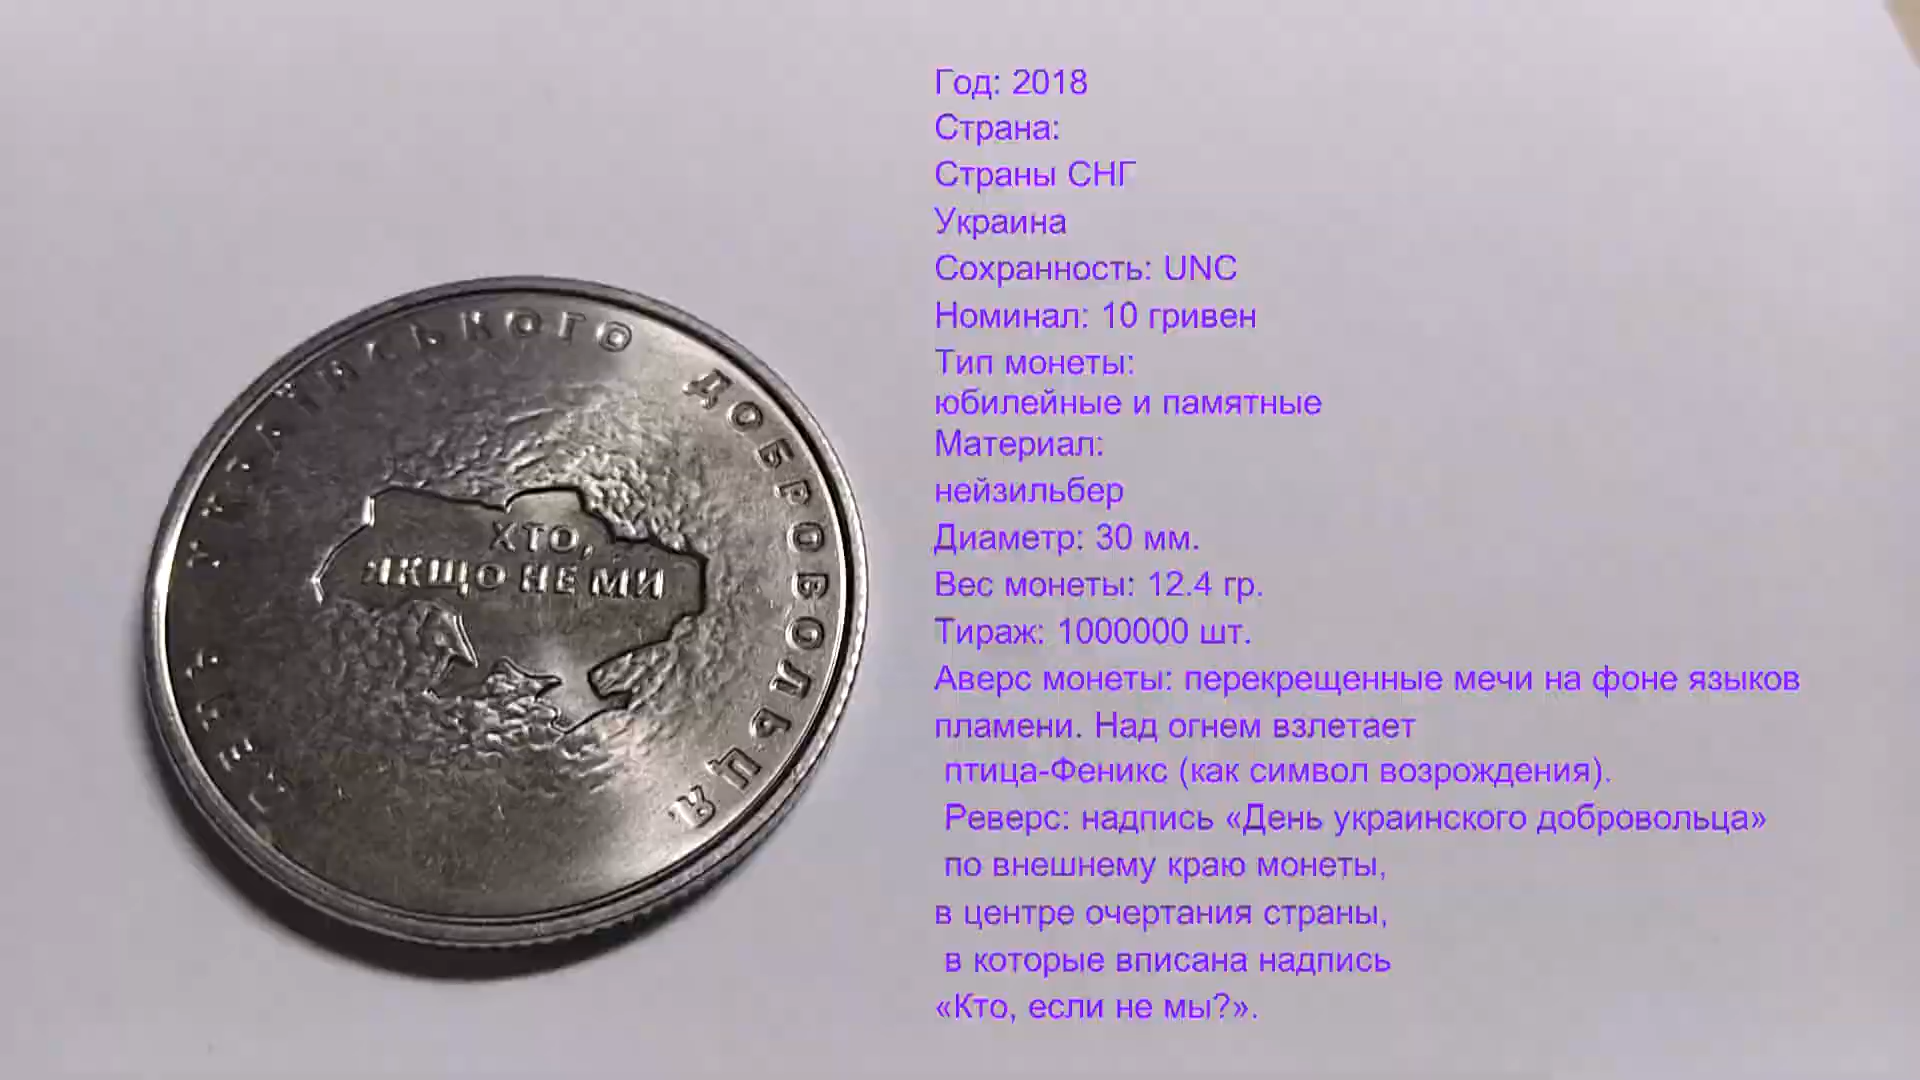 ДЕНЬ УКРАЇНСЬКОГО ДОБРОВОЛЬЦЯ
ХТО,
ЯКЩО НЕ МИ
Год: 2018
Страна:
Страны СНГ
Украина
Сохранность: UNC
Номинал: 10 гривен
Тип монеты:
юбилейные и памятные
Материал:
нейзильбер
Диаметр: 30 мм.
Вес монеты: 12.4 гр.
Тираж: 1000000 шт.
Аверс монеты: перекрещенные мечи на фоне языков
пламени. Над огнем взлетает
птица-Феникс (как символ возрождения).
Реверс: надпись «День украинского добровольца»
по внешнему краю монеты,
в центре очертания страны,
в которые вписана надпись
«Кто, если не мы?».